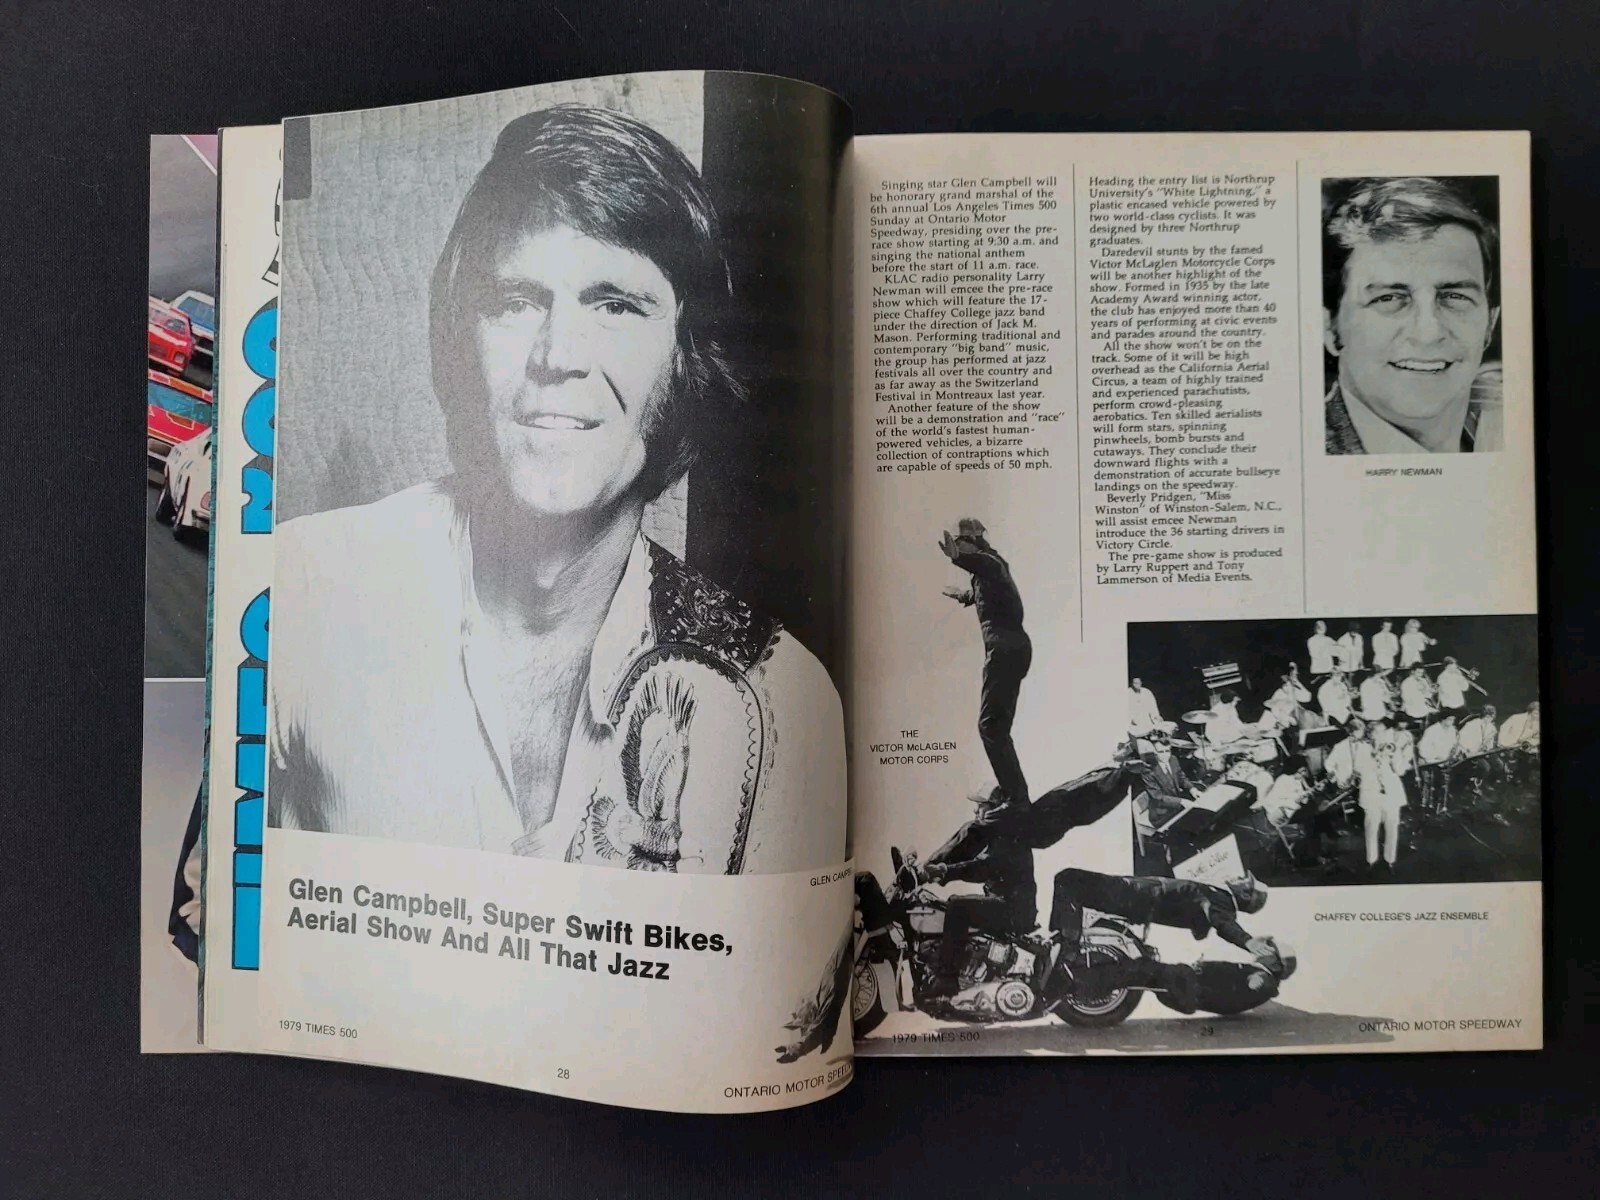 TIMES 500
GLEN CAMPBELL
Glen Campbell, Super Swift Bikes,
Aerial Show And All That Jazz
1979 TIMES 500
28
ONTARIO MOTOR
Singing star Glen Campbell will
be honorary grand marshal of the
6th annual Los Angeles Times 500
Sunday at Ontario Motor
Speedway, presiding over the pre-
race show starting at 9:30 a.m. and
singing the national anthem
before the start of 11 a.m. race.
KLAC radio personality Larry
Newman will emcee the pre-race
show which will feature the 17-
piece Chaffey College jazz band
under the direction of Jack M.
Mason. Performing traditional and
contemporary "big band" music,
the group has performed at jazz
festivals all over the country and
as far away as the Switzerland
Festival in Montreaux last year.
Another feature of the show
will be a demonstration and "race"
of the world's fastest human-
powered vehicles, a bizarre
collection of contraptions which
are capable of speeds of 50 mph.
Heading the entry list is Northrup
University's "White Lightning," a
plastic encased vehicle powered by
two world-class cyclists. It was
designed by three Northrup
graduates.
Daredevil stunts by the famed
Victor McLaglen Motorcycle Corps
will be another highlight of the
show. Formed in 1935 by the late
Academy Award winning actor,
the club has enjoyed more than 40
years of performing at civic events
and parades around the country.
All the show won't be on the
track. Some of it will be high
overhead as the California Aerial
Circus, a team of highly trained
and experienced parachutists,
perform crowd-pleasing
aerobatics. Ten skilled aerialists
will form stars, spinning
pinwheels, bomb bursts and
cutaways. They conclude their
downward flights with a
demonstration of accurate bullseye
landings on the speedway.
Beverly Pridgen, "Miss
Winston" of Winston-Salem, N.C.,
will assist emcee Newman
introduce the 36 starting drivers in
Victory Circle.
The pre-game show is produced
by Larry Ruppert and Tony
Lammerson of Media Events.
HARRY NEWMAN
THE
VICTOR McLAGLEN
MOTOR CORPS
CHAFFEY COLLEGE'S JAZZ ENSEMBLE
1979 TIMES 500
29
ONTARIO MOTOR SPEEDWAY